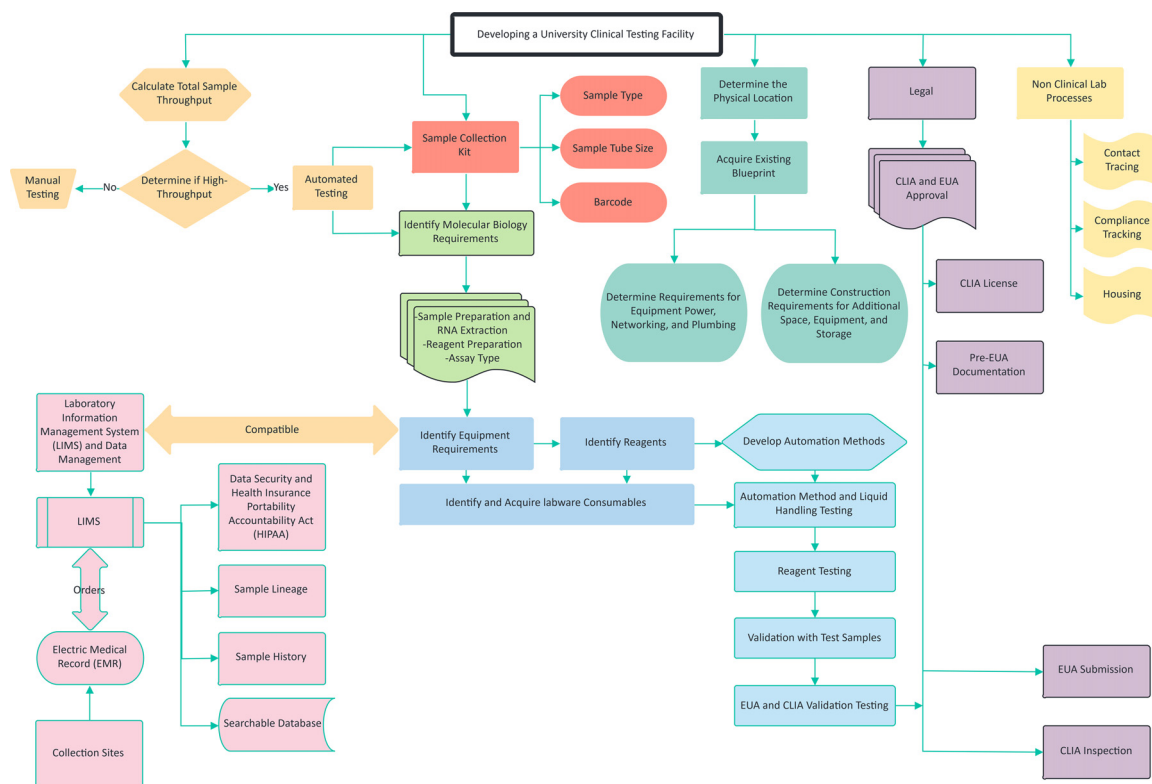 Developing a University Clinical Testing Facility
Calculate Total Sample
Throughput
Determine if High-
Throughput
No
Manual
Testing
Yes
Automated
Testing
Sample Collection
Kit
Sample Type
Sample Tube Size
Barcode
Identify Molecular Biology
Requirements
-Sample Preparation and
RNA Extraction
-Reagent Preparation
-Assay Type
Determine the
Physical Location
Acquire Existing
Blueprint
Determine Requirements for
Equipment Power,
Networking, and Plumbing
Determine Construction
Requirements for Additional
Space, Equipment, and
Storage
Legal
CLIA and EUA
Approval
CLIA License
Pre-EUA
Documentation
Non Clinical Lab
Processes
Contact
Tracing
Compliance
Tracking
Housing
Laboratory
Information
Management System
(LIMS) and Data
Management
Compatible
Identify Equipment
Requirements
Identify Reagents
Develop Automation Methods
Identify and Acquire labware Consumables
Automation Method and Liquid
Handling Testing
Reagent Testing
Validation with Test Samples
EUA and CLIA Validation Testing
LIMS
Data Security and
Health Insurance
Portability
Accountability Act
(HIPAA)
Sample Lineage
Sample History
Searchable Database
Orders
Electric Medical
Record (EMR)
Collection Sites
EUA Submission
CLIA Inspection